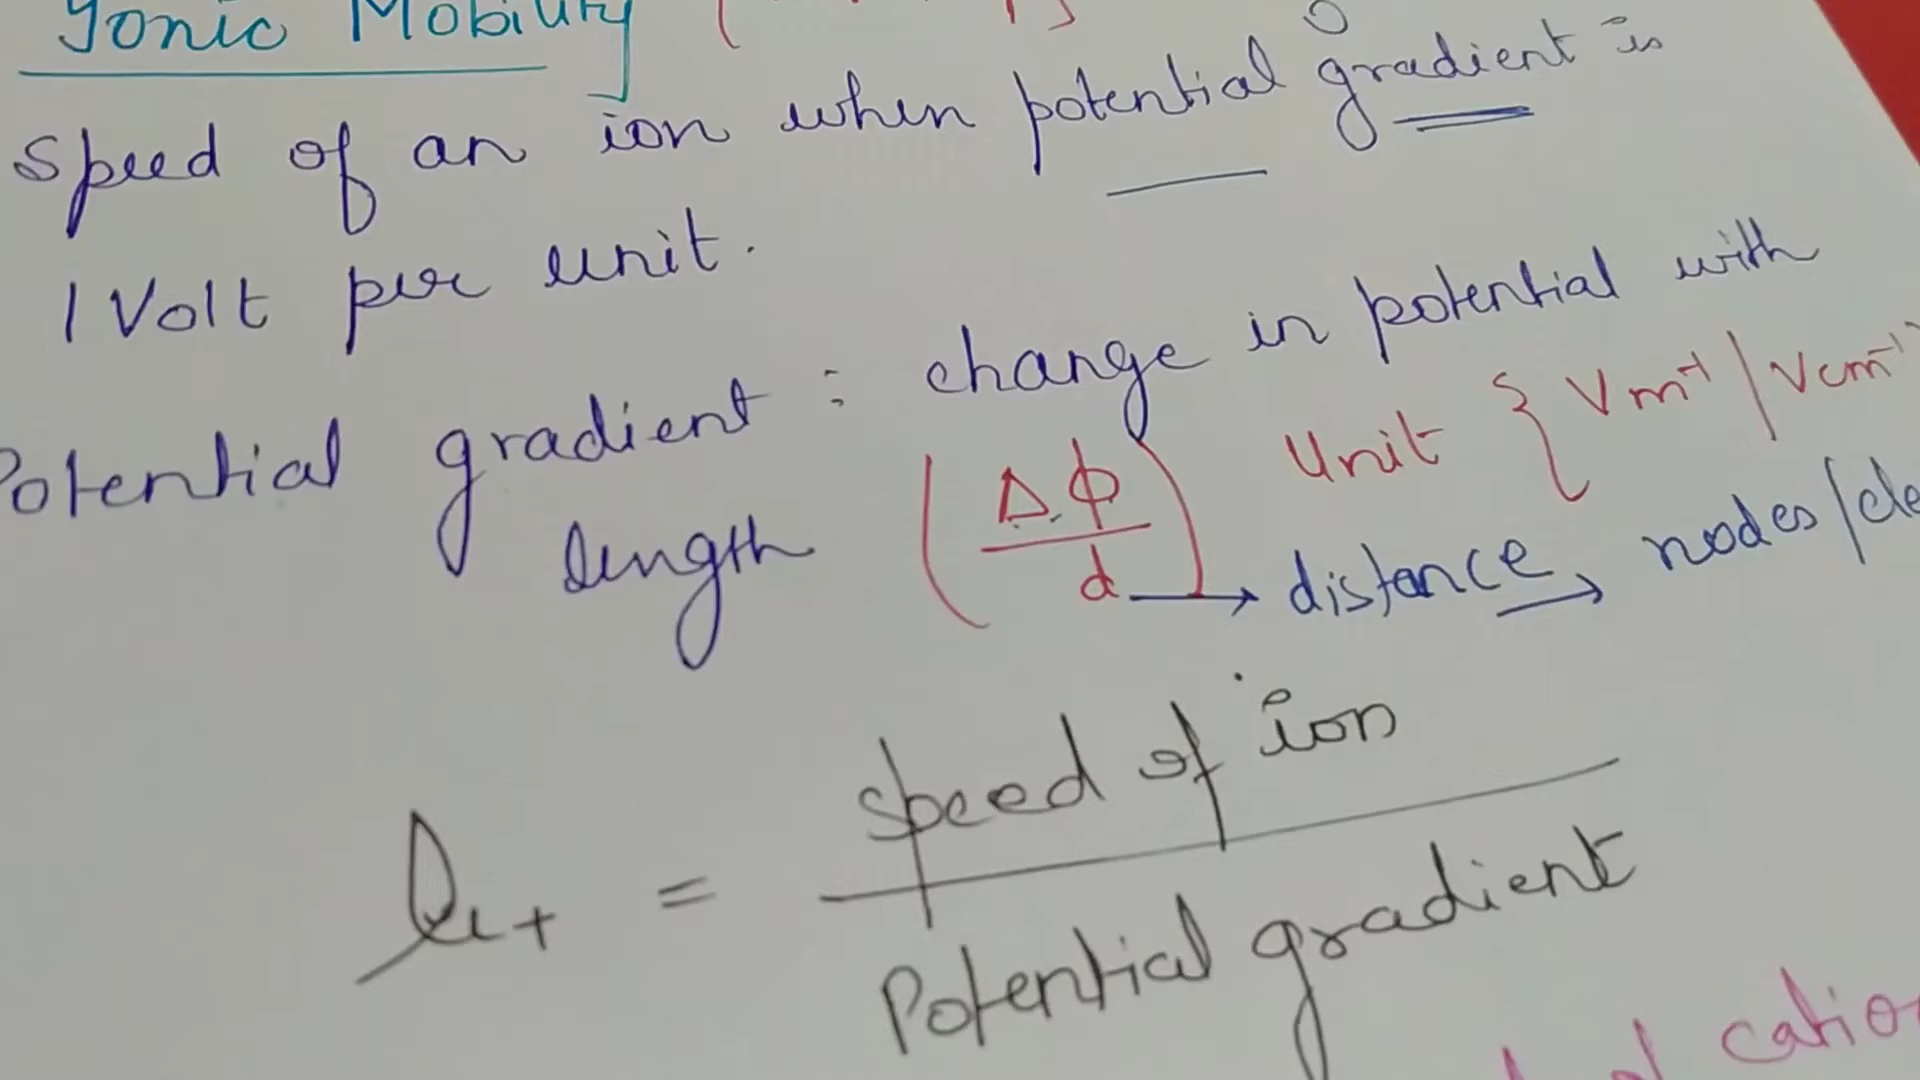 Ionic Mobility
speed of an ion when potential gradient is
1 Volt per unit.
Potential gradient : change in potential with
length (Δϕ/d) Unit { Vm⁻¹ / Vcm⁻¹
d → distance → nodes/
speed of ion
=
Potential gradient